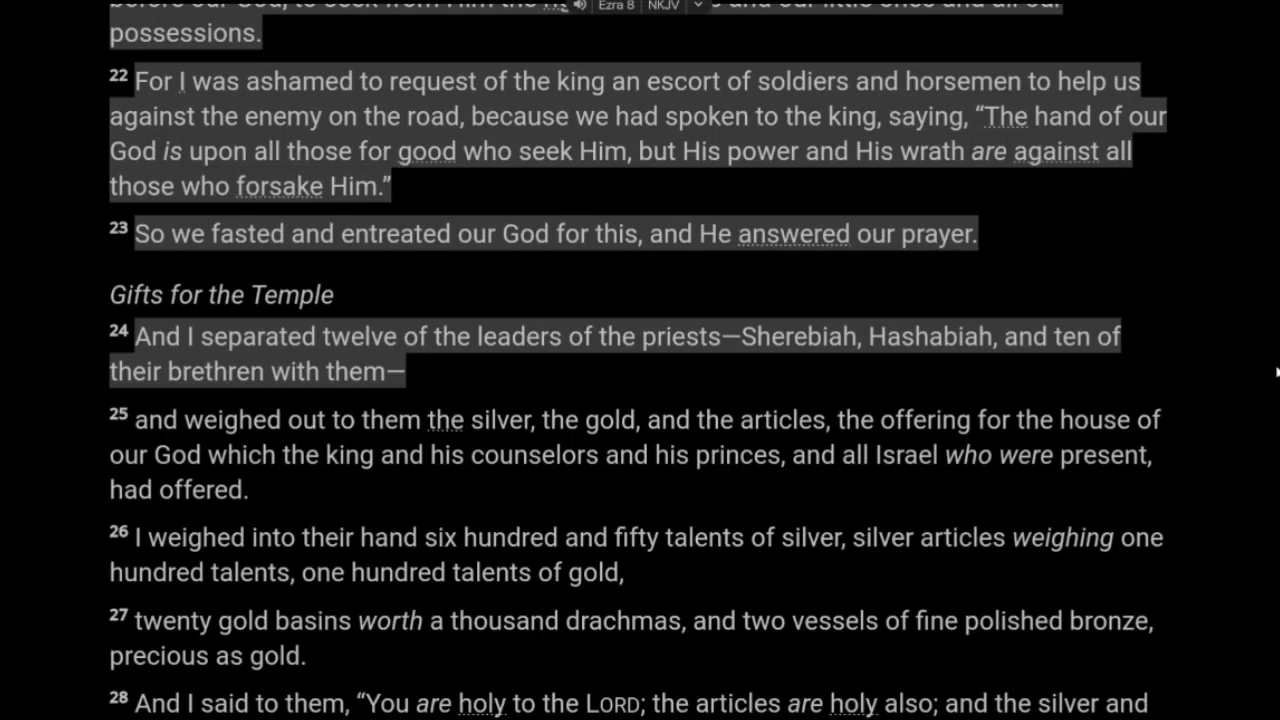 Ezra 8 NKJV
possessions.
22 For I was ashamed to request of the king an escort of soldiers and horsemen to help us
against the enemy on the road, because we had spoken to the king, saying, “The hand of our
God is upon all those for good who seek Him, but His power and His wrath are against all
those who forsake Him.”
23 So we fasted and entreated our God for this, and He answered our prayer.
Gifts for the Temple
24 And I separated twelve of the leaders of the priests—Sherebiah, Hashabiah, and ten of
their brethren with them—
25 and weighed out to them the silver, the gold, and the articles, the offering for the house of
our God which the king and his counselors and his princes, and all Israel who were present,
had offered.
26 I weighed into their hand six hundred and fifty talents of silver, silver articles weighing one
hundred talents, one hundred talents of gold,
27 twenty gold basins worth a thousand drachmas, and two vessels of fine polished bronze,
precious as gold.
28 And I said to them, “You are holy to the LORD; the articles are holy also; and the silver and